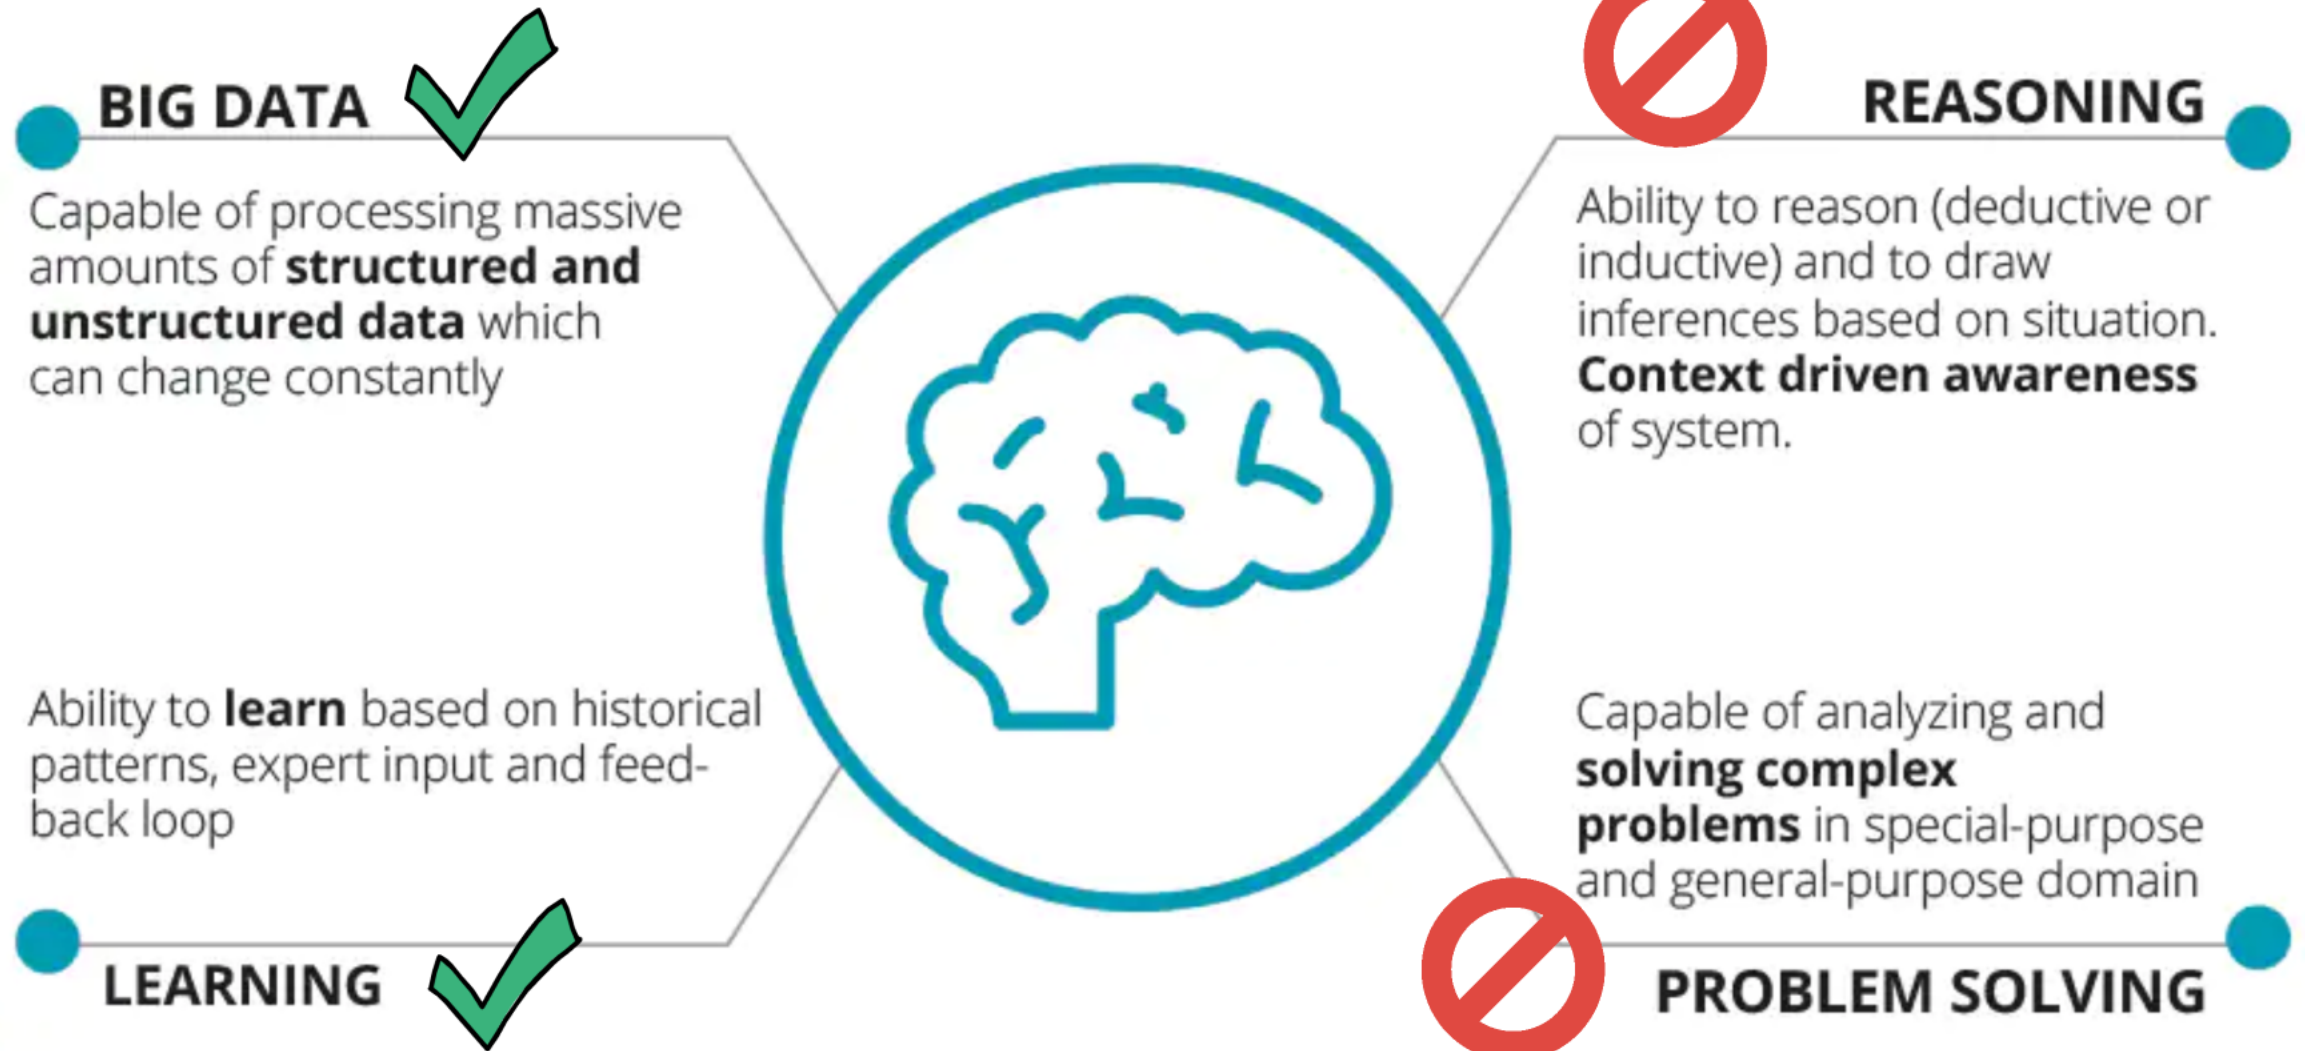 BIG DATA
Capable of processing massive
amounts of structured and
unstructured data which
can change constantly
REASONING
Ability to reason (deductive or
inductive) and to draw
inferences based on situation.
Context driven awareness
of system.
Ability to learn based on historical
patterns, expert input and feed-
back loop
LEARNING
Capable of analyzing and
solving complex
problems in special-purpose
and general-purpose domain
PROBLEM SOLVING